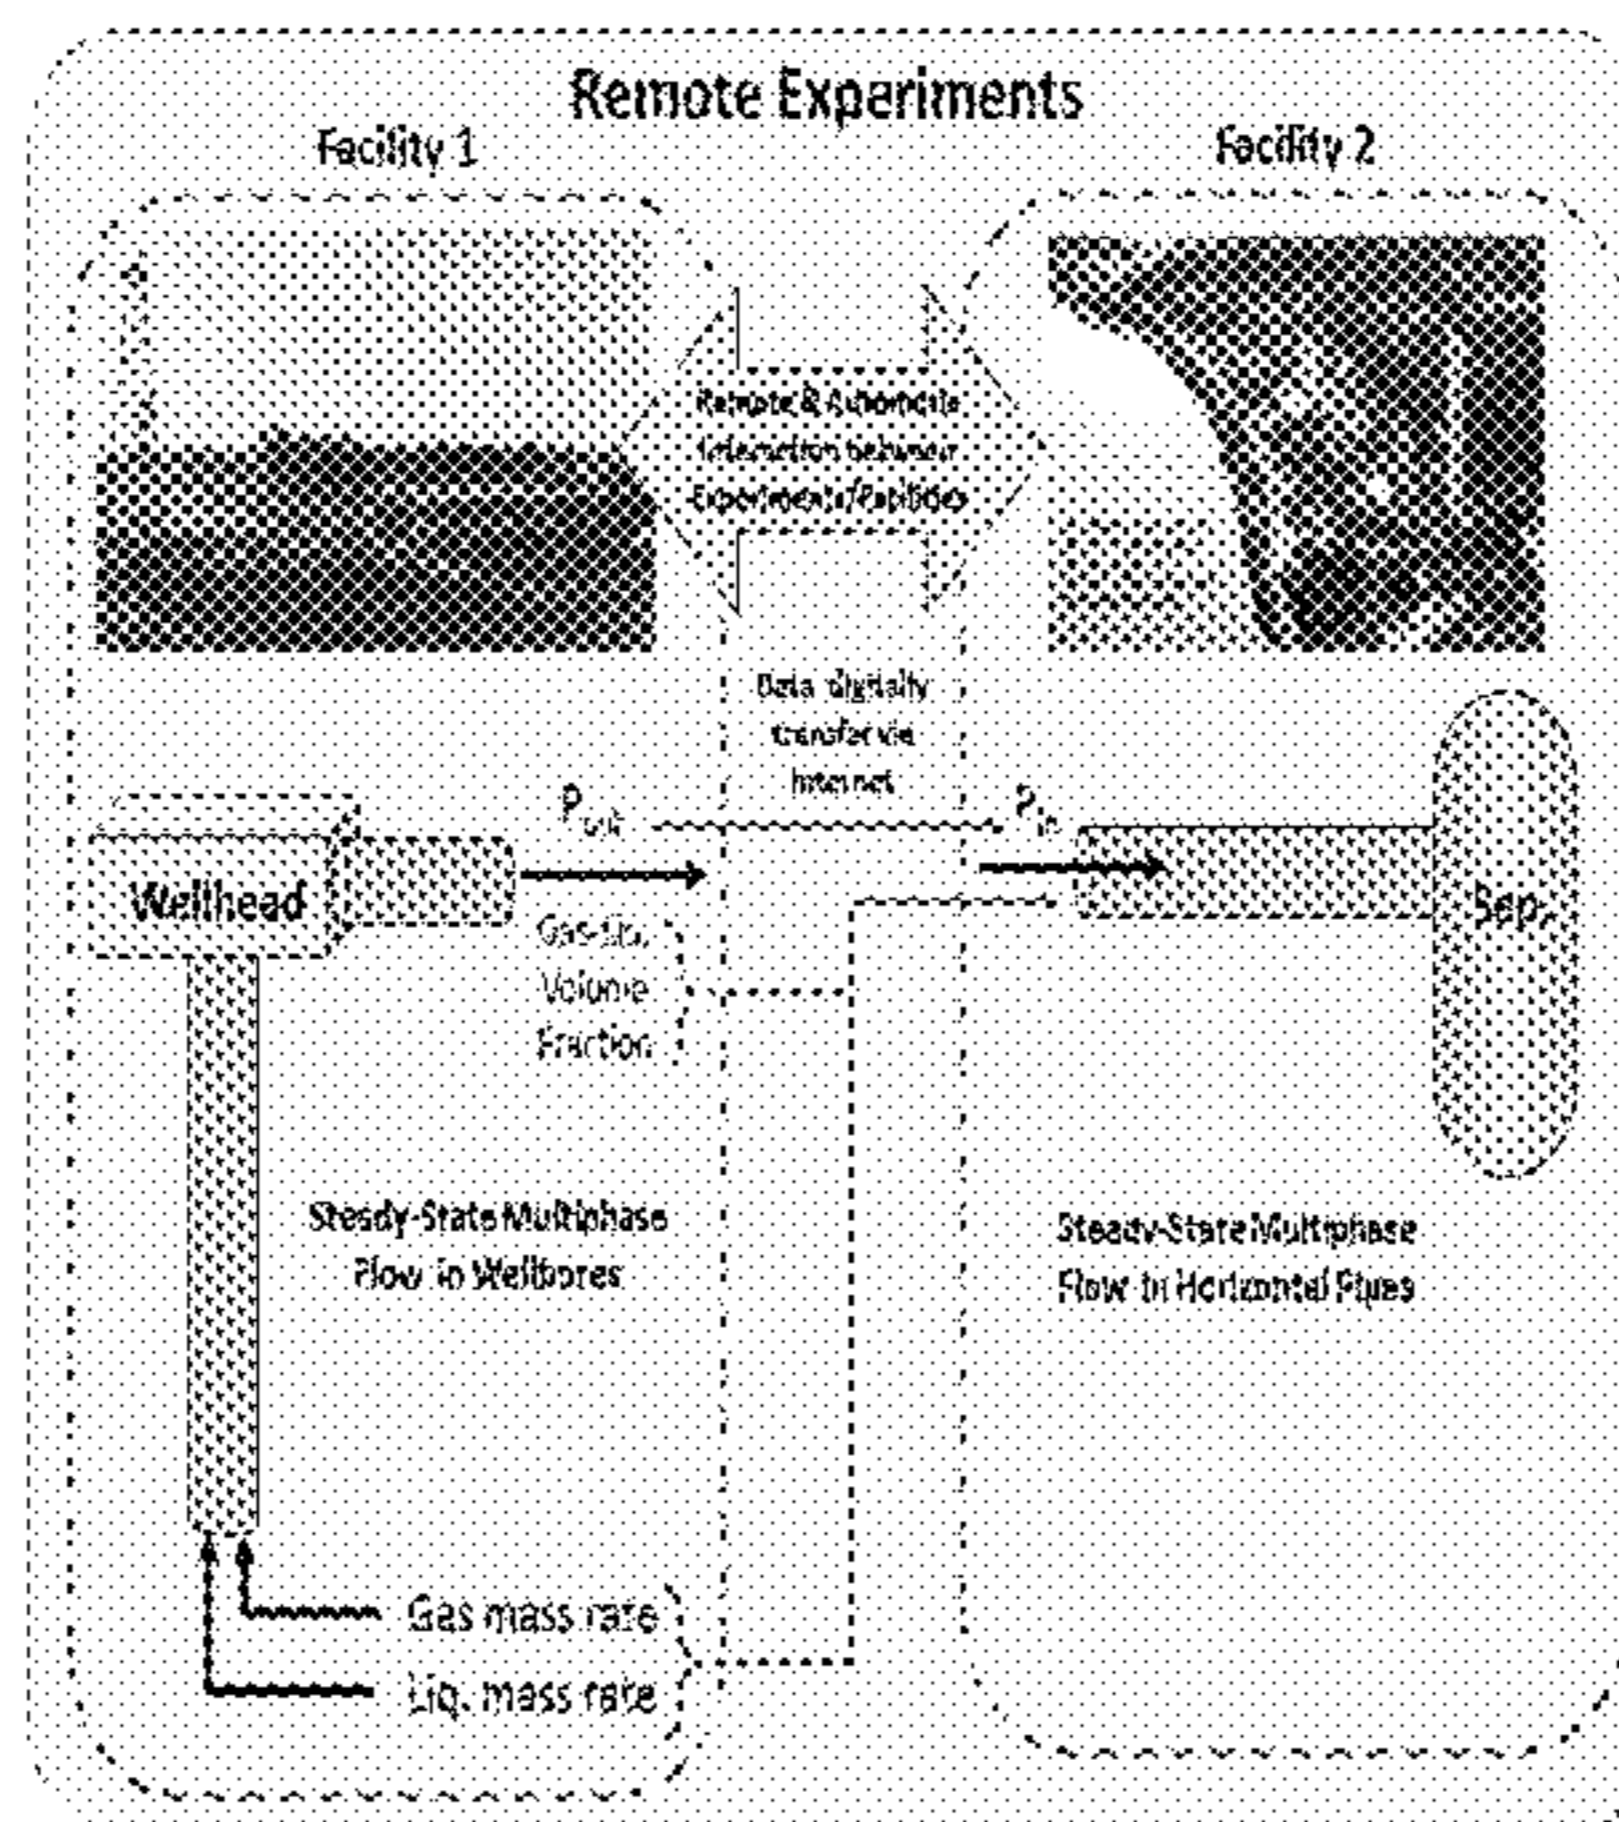 Remote Experiments
Facility 1
Facility 2
Remote & Automatic
Interaction between
Experiments/Facilities
Data digitally
transfer via
Internet
Pout
Pin
Wellhead
Sep.
Gas-Liq.
Volume
Fraction
Steady-State Multiphase
Flow in Wellbores
Steady-State Multiphase
Flow in Horizontal Pipes
Gas mass rate
Liq. mass rate